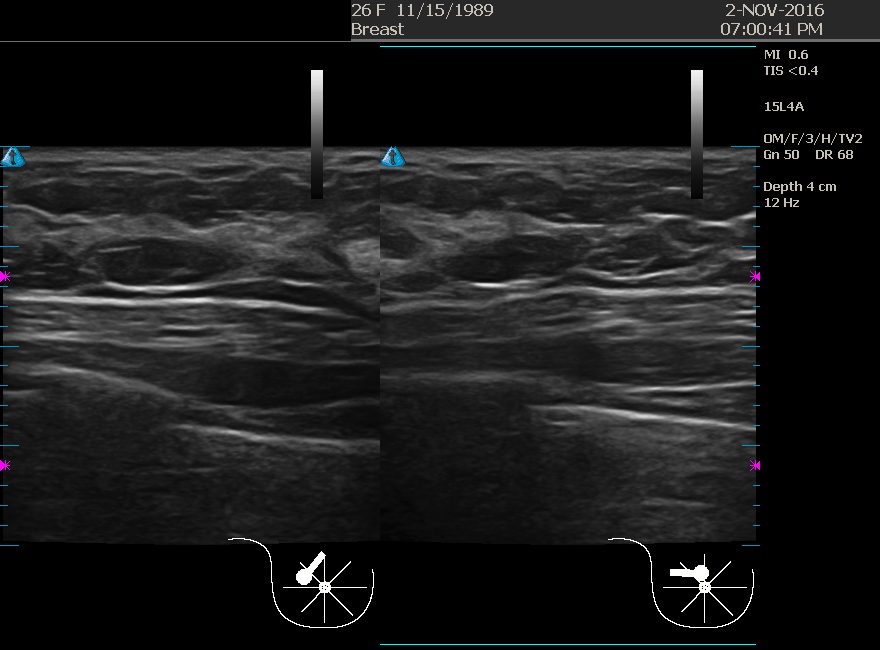 26 F 11/15/1989
2-NOV-2016
Breast
07:00:41 PM
MI 0.6
TIS <0.4
15L4A
OM/F/3/H/TV2
Gn 50 DR 68
Depth 4 cm
12 Hz